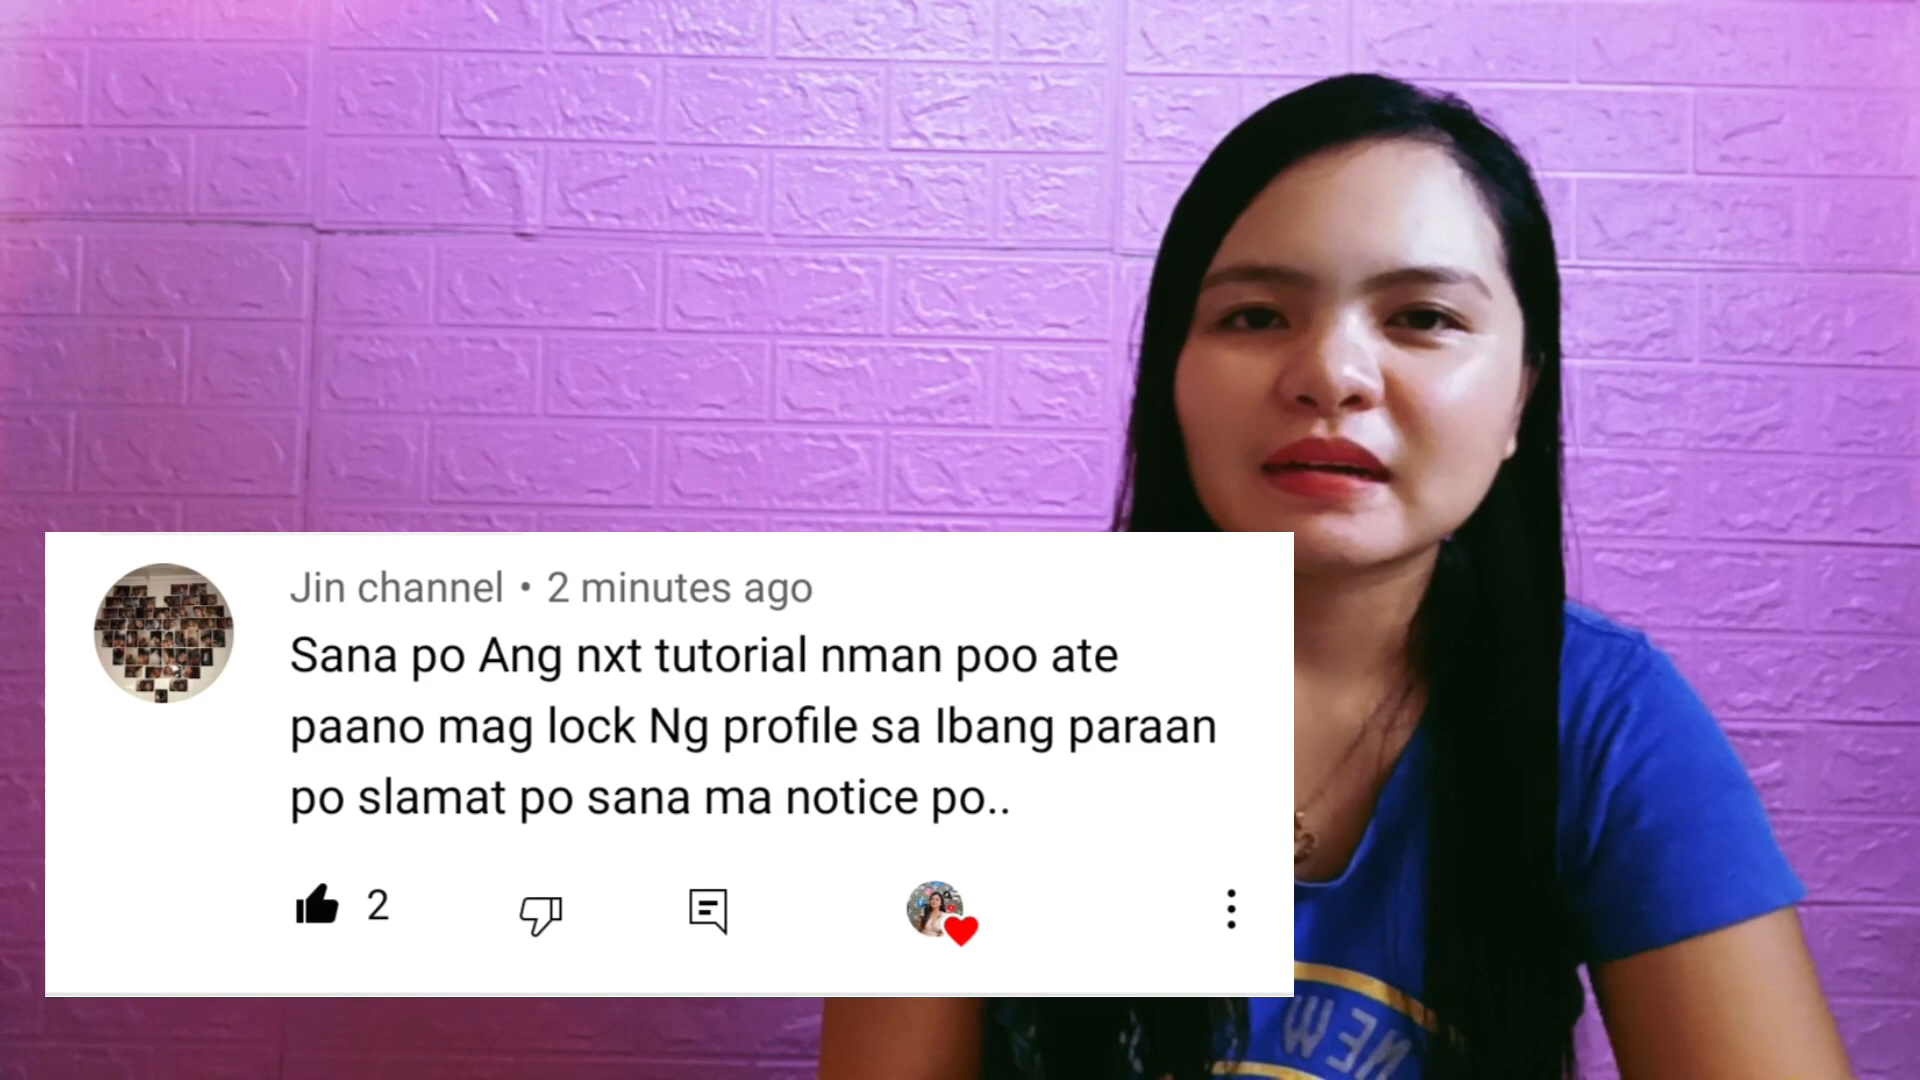 Jin channel • 2 minutes ago
Sana po Ang nxt tutorial nman poo ate
paano mag lock Ng profile sa Ibang paraan
po slamat po sana ma notice po..
2
NEW